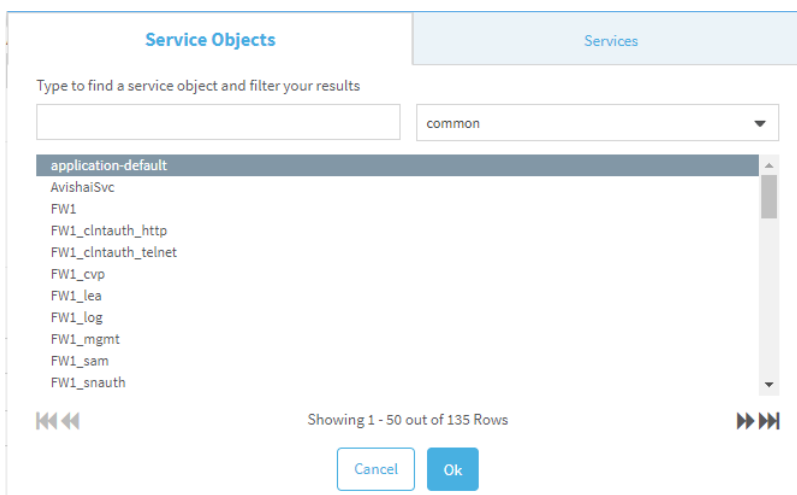 Service Objects
Services
Type to find a service object and filter your results
common
application-default
AvishaiSvc
FW1
FW1_clntauth_http
FW1_clntauth_telnet
FW1_cvp
FW1_lea
FW1_log
FW1_mgmt
FW1_sam
FW1_snauth
Showing 1 - 50 out of 135 Rows
Cancel
Ok